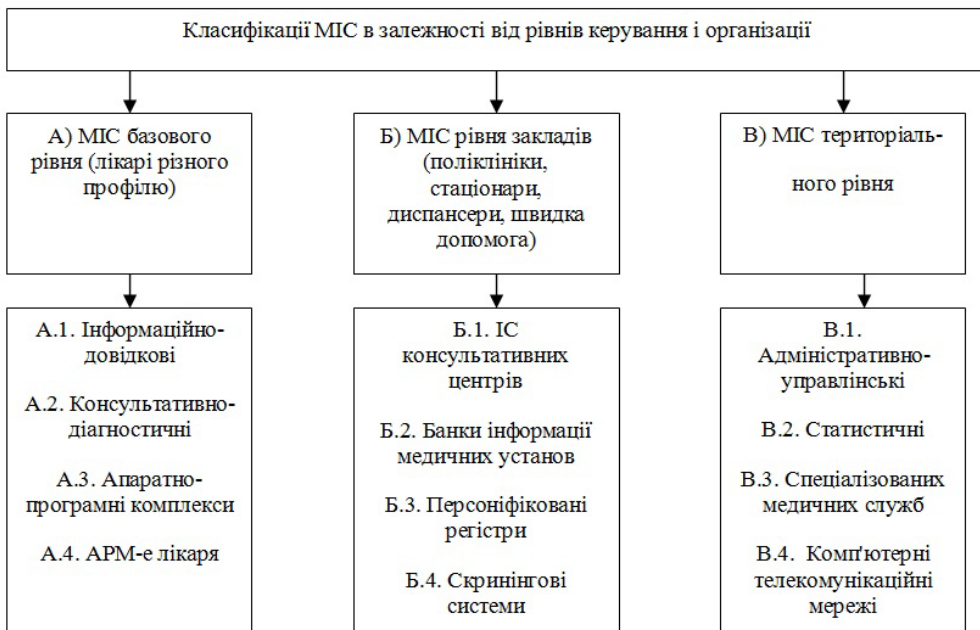 Класифікації МІС в залежності від рівнів керування і організації
А) МІС базового
рівня (лікарі різного
профілю)
Б) МІС рівня закладів
(поліклініки,
стаціонари,
диспансери, швидка
допомога)
В) МІС територіаль-
ного рівня
А.1. Інформаційно-
довідкові
А.2. Консультативно-
діагностичні
А.3. Апаратно-
програмні комплекси
А.4. АРМ-е лікаря
Б.1. ІС
консультативних
центрів
Б.2. Банки інформації
медичних установ
Б.3. Персоніфіковані
регістри
Б.4. Скринінгові
системи
В.1.
Адміністративно-
управлінські
В.2. Статистичні
В.3. Спеціалізованих
медичних служб
В.4. Комп'ютерні
телекомунікаційні
мережі